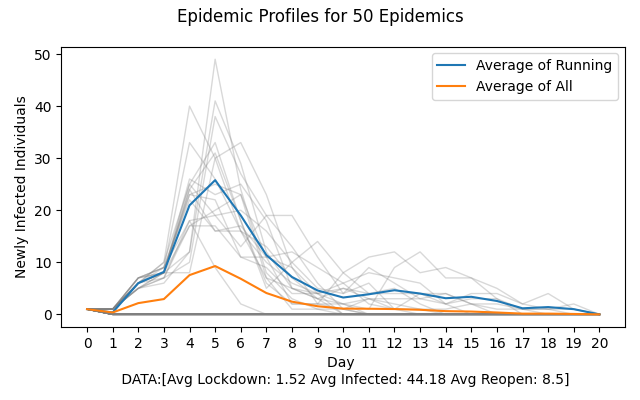 Epidemic Profiles for 50 Epidemics
Newly Infected Individuals
50
40
30
20
10
0
Average of Running
Average of All
0 1 2 3 4 5 6 7 8 9 10 11 12 13 14 15 16 17 18 19 20
Day
DATA:[Avg Lockdown: 1.52 Avg Infected: 44.18 Avg Reopen: 8.5]